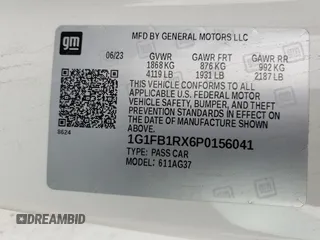 gm
MFD BY GENERAL MOTORS LLC
06/23 GVWR GAWR FRT GAWR RR
1868 KG 876 KG 992 KG
4119 LB 1931 LB 2187 LB
THIS VEHICLE CONFORMS TO ALL
APPLICABLE U.S. FEDERAL MOTOR
VEHICLE SAFETY, BUMPER, AND THEFT
PREVENTION STANDARDS IN EFFECT ON
THE DATE OF MANUFACTURE SHOWN ABOVE.
S624
1G1FB1RX6P0156041
TYPE: PASS CAR
MODEL: 611AG37
DREAMBID